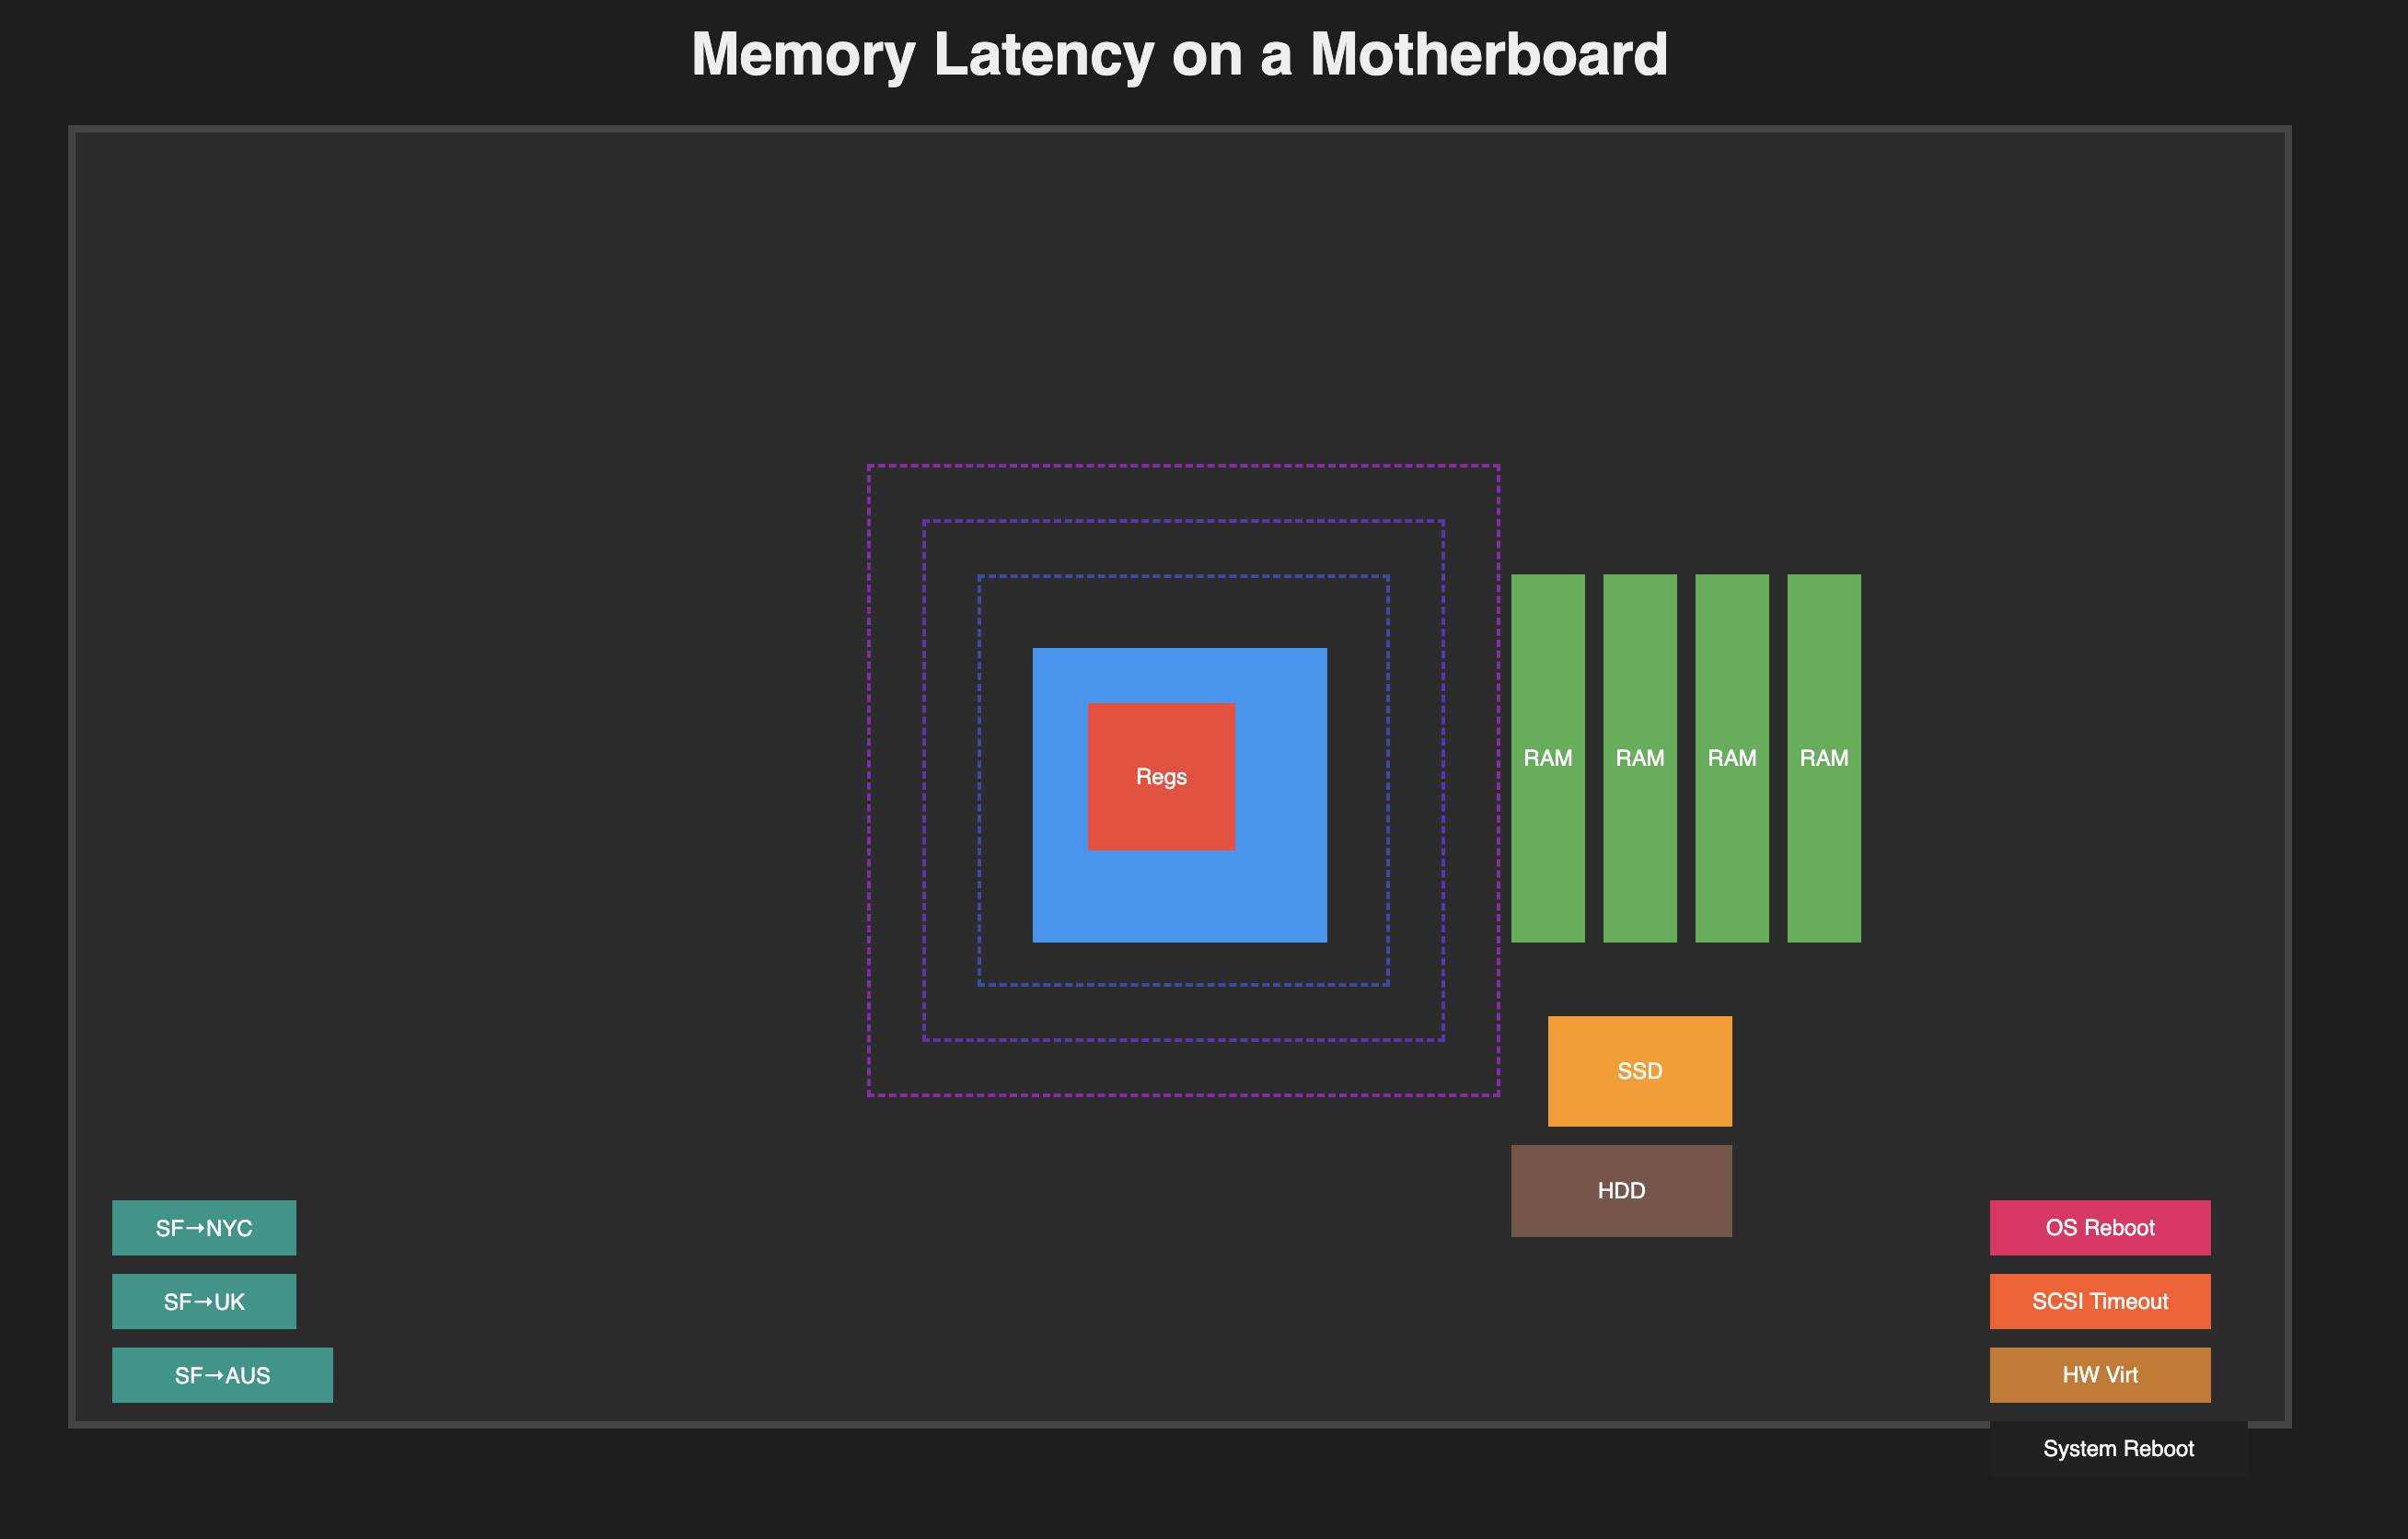 Memory Latency on a Motherboard
Regs
RAM
RAM
RAM
RAM
SSD
HDD
SF→NYC
SF→UK
SF→AUS
OS Reboot
SCSI Timeout
HW Virt
System Reboot